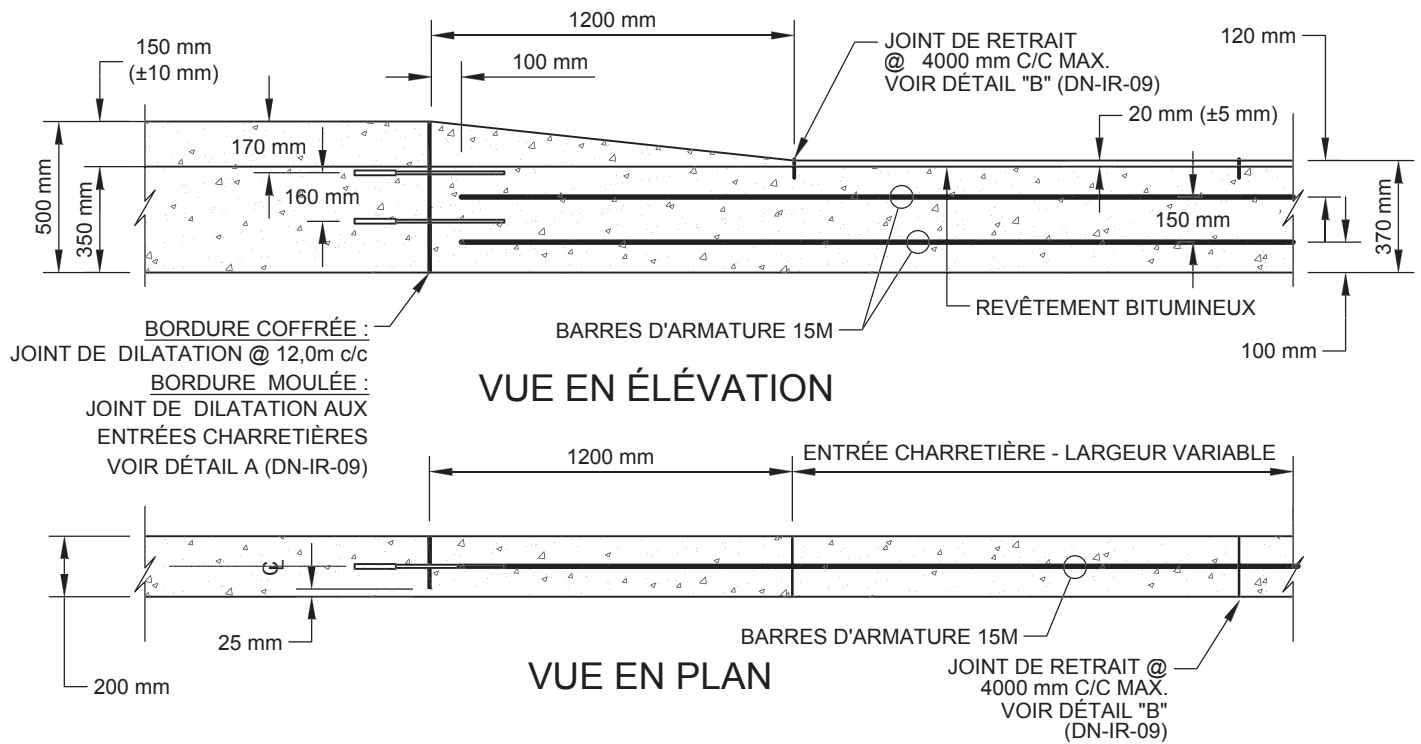 1200 mm
150 mm
(±10 mm)
100 mm
JOINT DE RETRAIT
@ 4000 mm C/C MAX.
VOIR DÉTAIL "B" (DN-IR-09)
120 mm
20 mm (±5 mm)
170 mm
160 mm
500 mm
350 mm
150 mm
370 mm
BORDURE COFFRÉE :
JOINT DE DILATATION @ 12,0m c/c
BORDURE MOULÉE :
JOINT DE DILATATION AUX
ENTRÉES CHARRETIÈRES
VOIR DÉTAIL A (DN-IR-09)
BARRES D'ARMATURE 15M
REVÊTEMENT BITUMINEUX
100 mm
VUE EN ÉLÉVATION
1200 mm
ENTRÉE CHARRETIÈRE - LARGEUR VARIABLE
℄
25 mm
200 mm
BARRES D'ARMATURE 15M
VUE EN PLAN
JOINT DE RETRAIT @
4000 mm C/C MAX.
VOIR DÉTAIL "B"
(DN-IR-09)